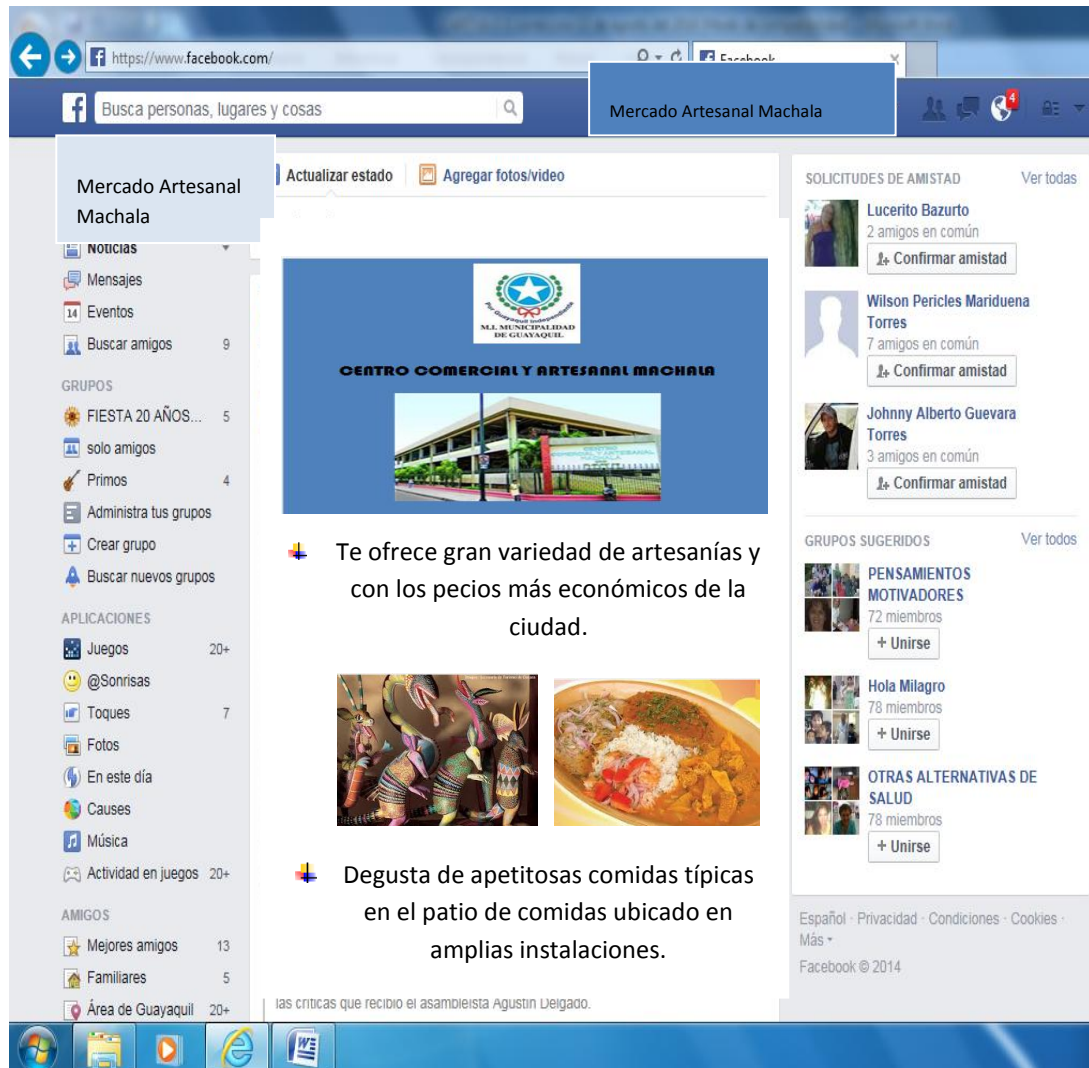 https://www.facebook.com/
Facebook
Busca personas, lugares y cosas
Mercado Artesanal Machala
4
Mercado Artesanal
Machala
Noticias
Mensajes
14 Eventos
Buscar amigos 9
GRUPOS
FIESTA 20 AÑOS... 5
solo amigos
Primos 4
Administra tus grupos
Crear grupo
Buscar nuevos grupos
APLICACIONES
Juegos 20+
@Sonrisas
Toques 7
Fotos
En este día
Causes
Música
Actividad en juegos 20+
AMIGOS
Mejores amigos 13
Familiares 5
Área de Guayaquil 20+
Actualizar estado Agregar fotos/video
Por Guayaquil Independiente
M.I. MUNICIPALIDAD
DE GUAYAQUIL
CENTRO COMERCIAL Y ARTESANAL MACHALA
CENTRO
COMERCIAL Y ARTESANAL
MACHALA
Te ofrece gran variedad de artesanías y
con los pecios más económicos de la
ciudad.
Degusta de apetitosas comidas típicas
en el patio de comidas ubicado en
amplias instalaciones.
las críticas que recibió el asambleísta Agustín Delgado.
SOLICITUDES DE AMISTAD Ver todas
Lucerito Bazurto
2 amigos en común
Confirmar amistad
Wilson Pericles Mariduena
Torres
7 amigos en común
Confirmar amistad
Johnny Alberto Guevara
Torres
3 amigos en común
Confirmar amistad
GRUPOS SUGERIDOS Ver todos
PENSAMIENTOS
MOTIVADORES
72 miembros
+ Unirse
Hola Milagro
78 miembros
+ Unirse
OTRAS ALTERNATIVAS DE
SALUD
78 miembros
+ Unirse
Español · Privacidad · Condiciones · Cookies ·
Más
Facebook © 2014